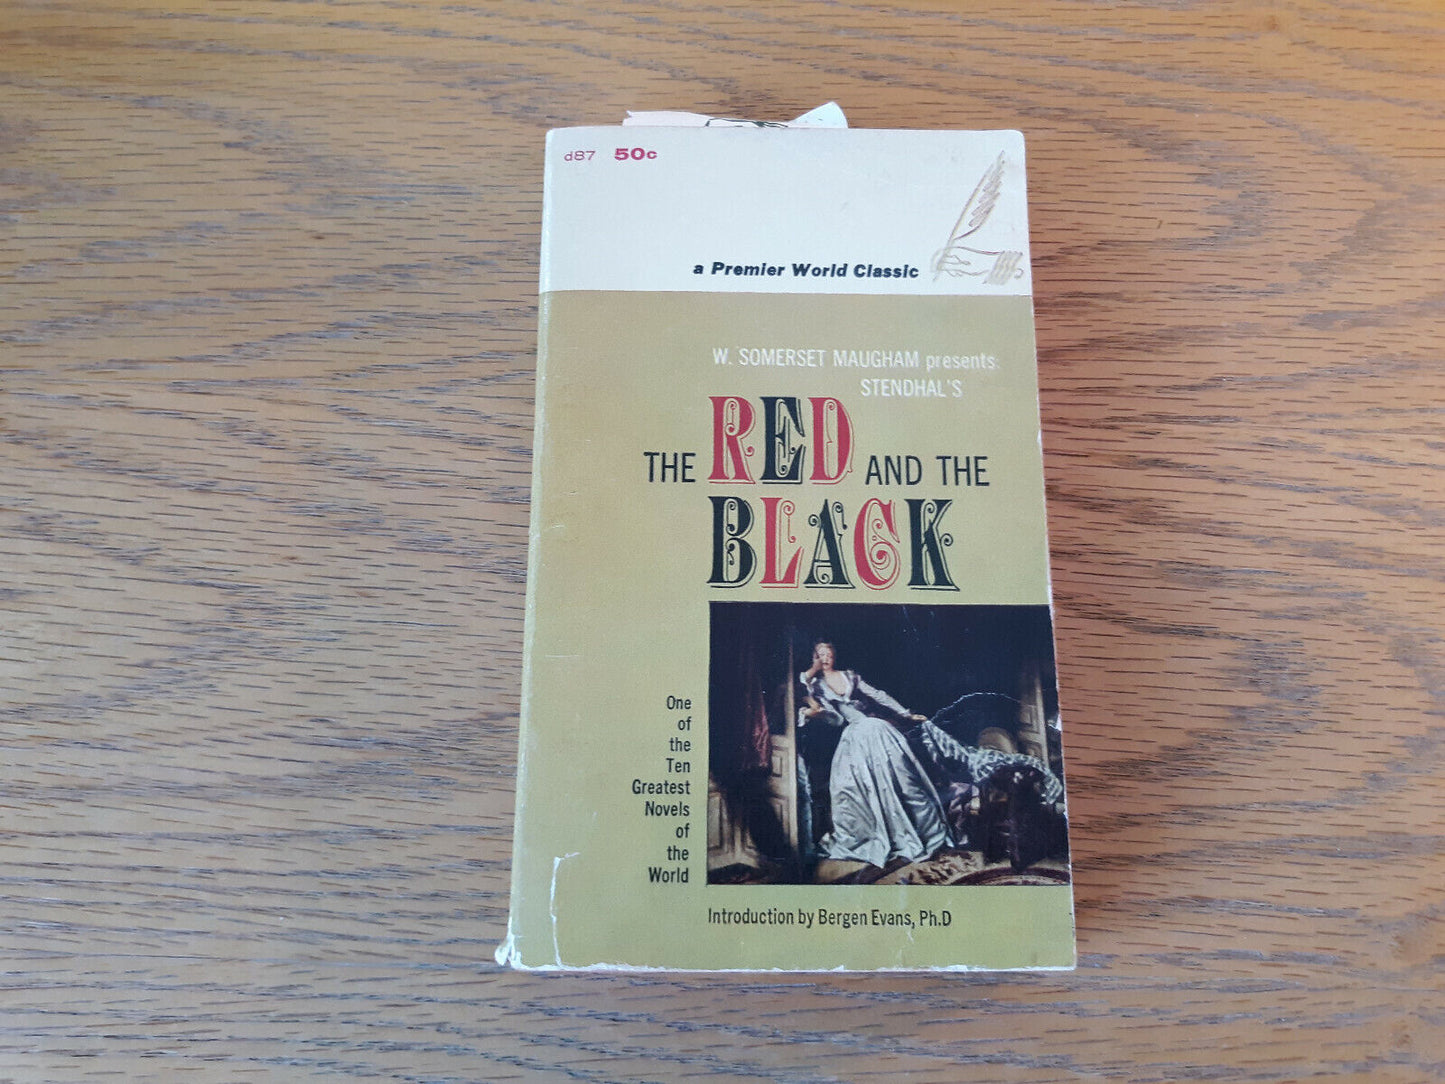 d87 50c
a Premier World Classic
W. SOMERSET MAUGHAM presents:
STENDHAL'S
THE RED AND THE
BLACK
One
of
the
Ten
Greatest
Novels
of
the
World
Introduction by Bergen Evans, Ph.D